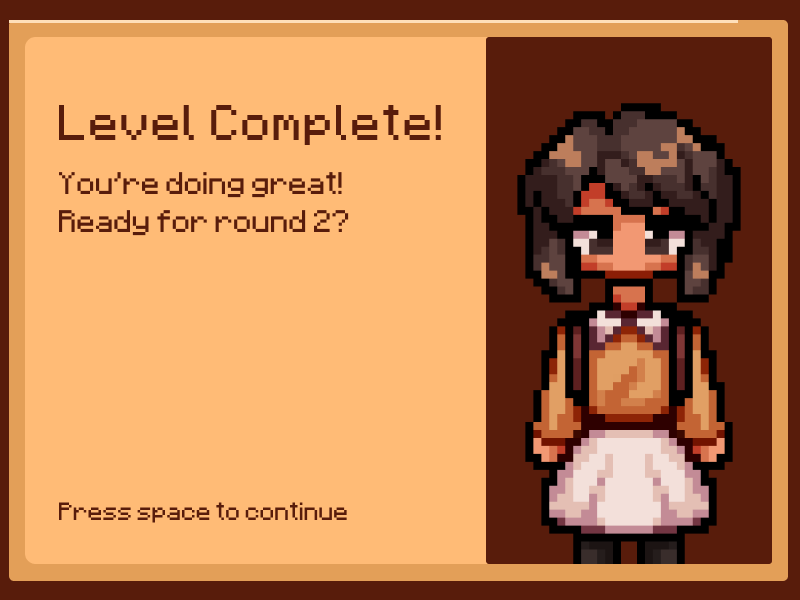 Level Complete!
You're doing great!
Ready for round 2?
Press space to continue